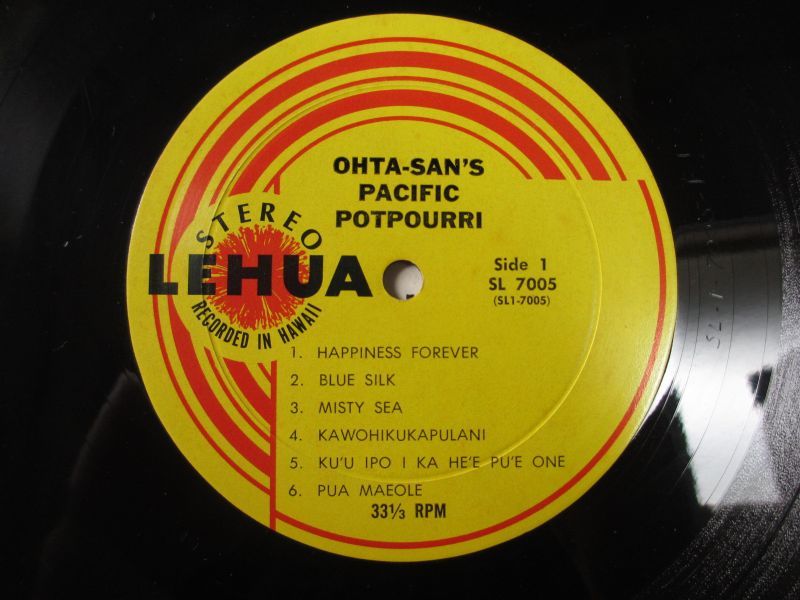 OHTA-SAN'S
PACIFIC
POTPOURRI
STEREO
LEHUA
RECORDED IN HAWAII
Side 1
SL 7005
(SL1-7005)
1. HAPPINESS FOREVER
2. BLUE SILK
3. MISTY SEA
4. KAWOHIKUKAPULANI
5. KU'U IPO I KA HE'E PU'E ONE
6. PUA MAEOLE
33⅓ RPM